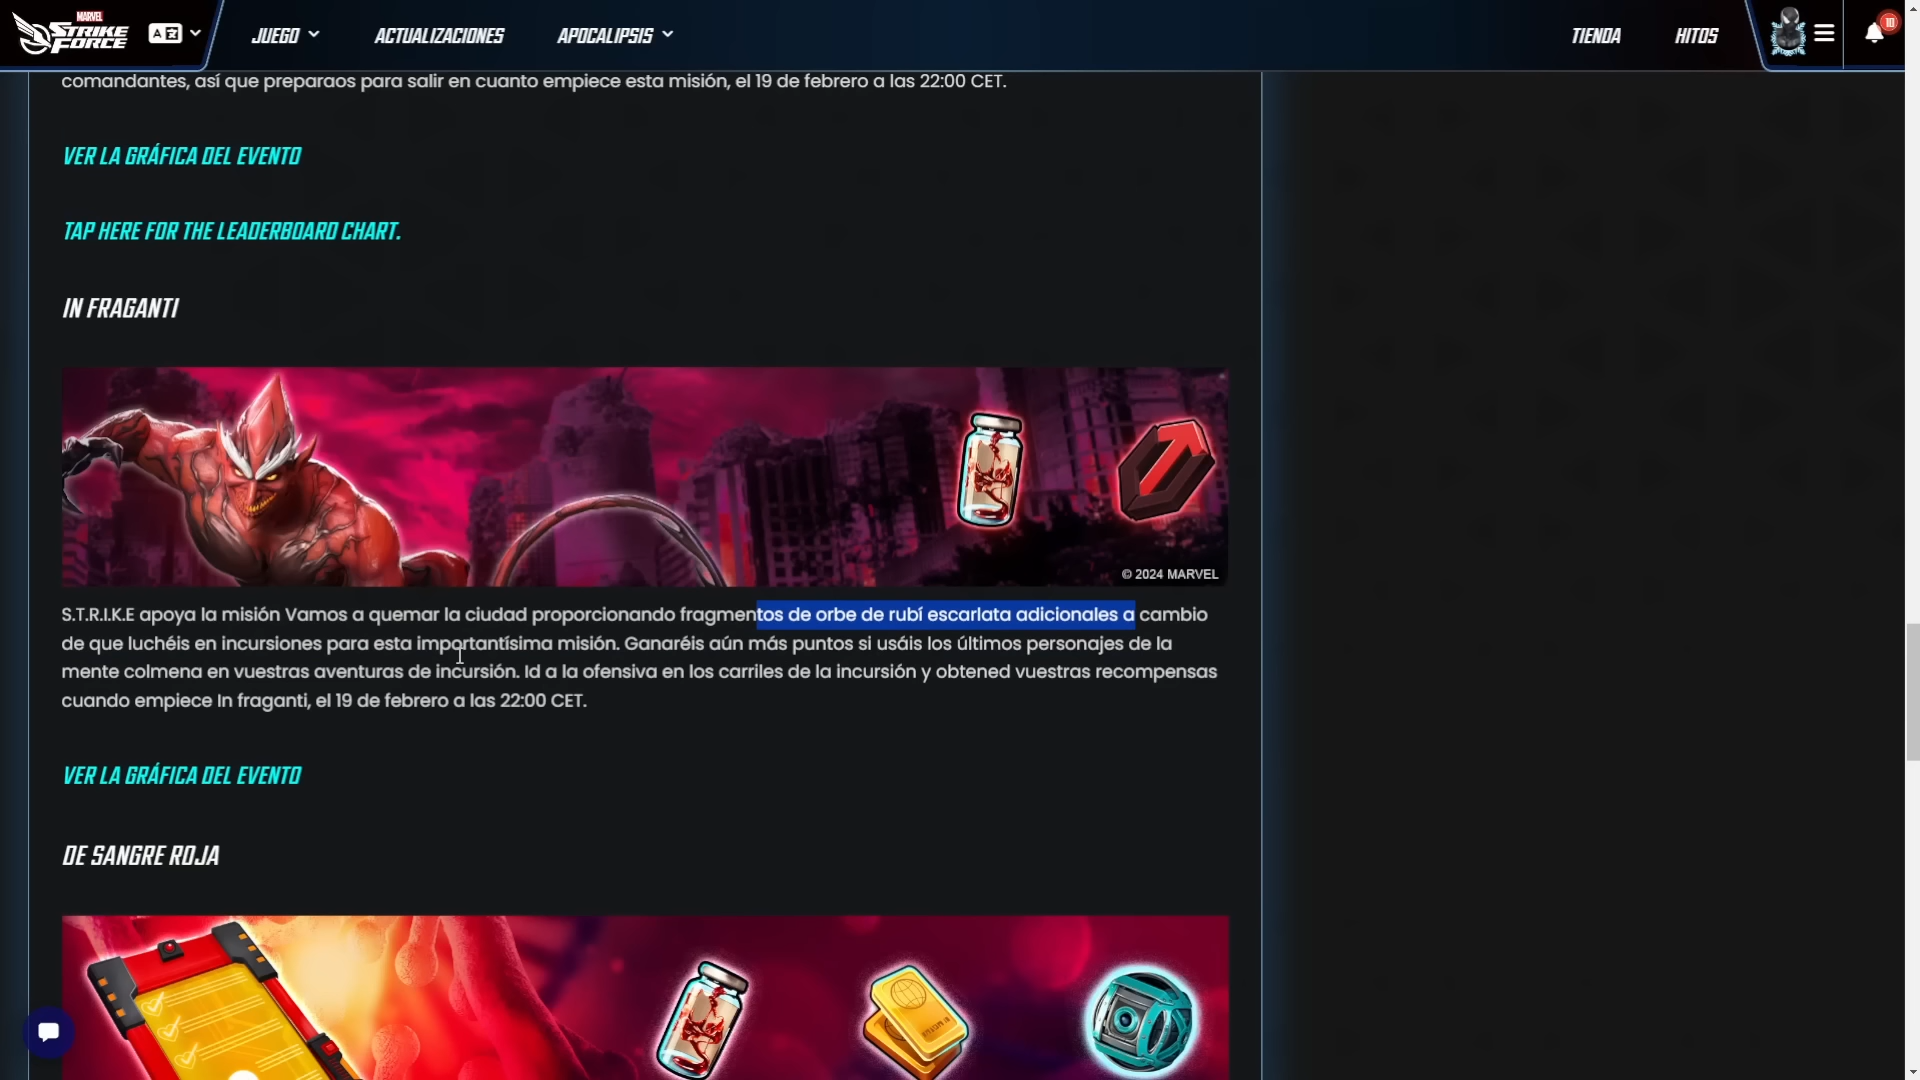 MARVEL
STRIKE
FORCE
JUEGO
ACTUALIZACIONES
APOCALIPSIS
TIENDA
HITOS
10
comandantes, así que preparaos para salir en cuanto empiece esta misión, el 19 de febrero a las 22:00 CET.
VER LA GRÁFICA DEL EVENTO
TAP HERE FOR THE LEADERBOARD CHART.
IN FRAGANTI
© 2024 MARVEL
S.T.R.I.K.E apoya la misión Vamos a quemar la ciudad proporcionando fragmentos de orbe de rubí escarlata adicionales a cambio
de que luchéis en incursiones para esta importantísima misión. Ganaréis aún más puntos si usáis los últimos personajes de la
mente colmena en vuestras aventuras de incursión. Id a la ofensiva en los carriles de la incursión y obtened vuestras recompensas
cuando empiece In fraganti, el 19 de febrero a las 22:00 CET.
VER LA GRÁFICA DEL EVENTO
DE SANGRE ROJA